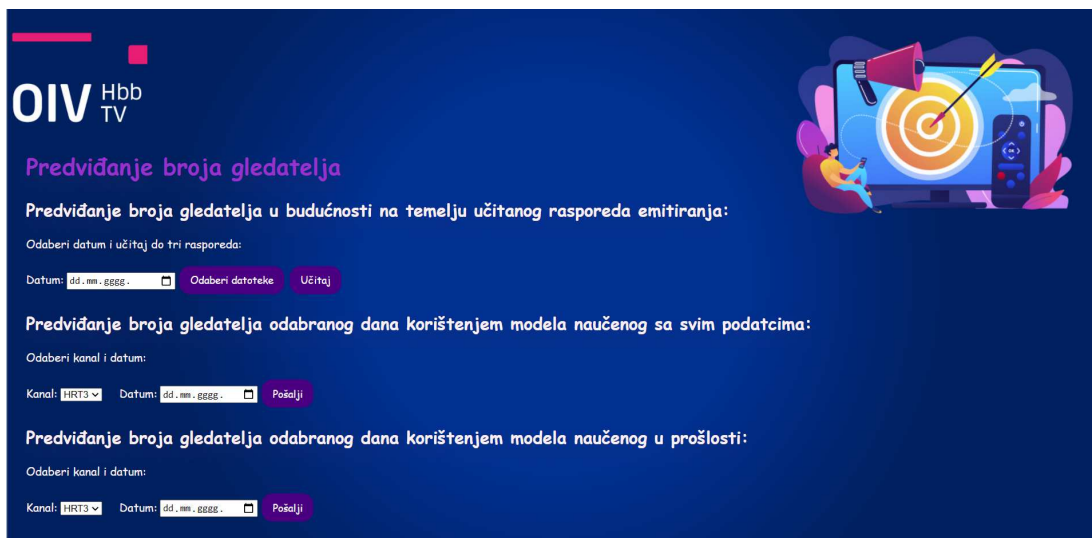 OIV Hbb
TV
Predviđanje broja gledatelja
Predviđanje broja gledatelja u budućnosti na temelju učitanog rasporeda emitiranja:
Odaberi datum i učitaj do tri rasporeda:
Datum: dd.mm.gggg. Odaberi datoteke Učitaj
Predviđanje broja gledatelja odabranog dana korištenjem modela naučenog sa svim podatcima:
Odaberi kanal i datum:
Kanal: HRT3 Datum: dd.mm.gggg. Pošalji
Predviđanje broja gledatelja odabranog dana korištenjem modela naučenog u prošlosti:
Odaberi kanal i datum:
Kanal: HRT3 Datum: dd.mm.gggg. Pošalji
OK